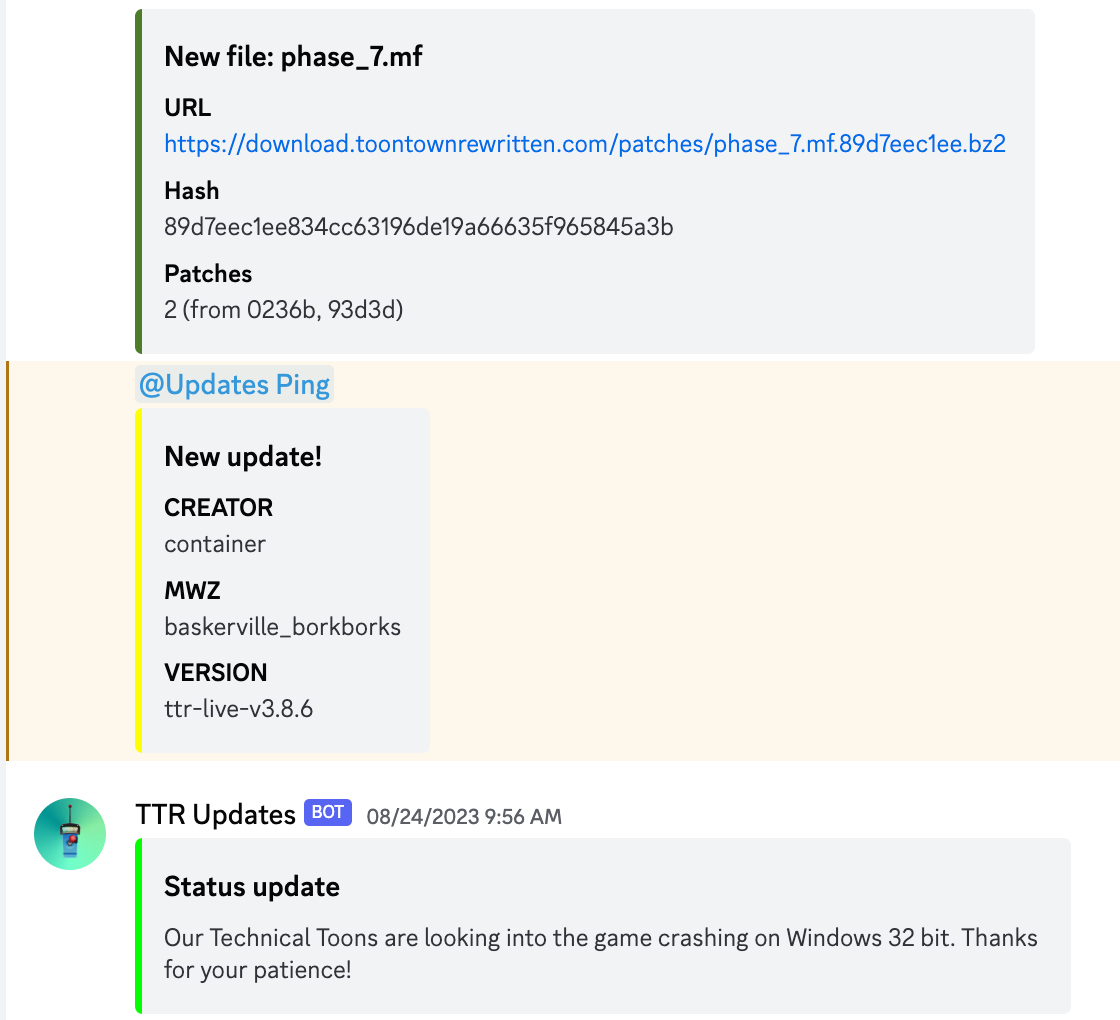 New file: phase_7.mf
URL
https://download.toontownrewritten.com/patches/phase_7.mf.89d7eec1ee.bz2
Hash
89d7eec1ee834cc63196de19a66635f965845a3b
Patches
2 (from 0236b, 93d3d)
@Updates Ping
New update!
CREATOR
container
MWZ
baskerville_borkborks
VERSION
ttr-live-v3.8.6
TTR Updates BOT 08/24/2023 9:56 AM
Status update
Our Technical Toons are looking into the game crashing on Windows 32 bit. Thanks
for your patience!